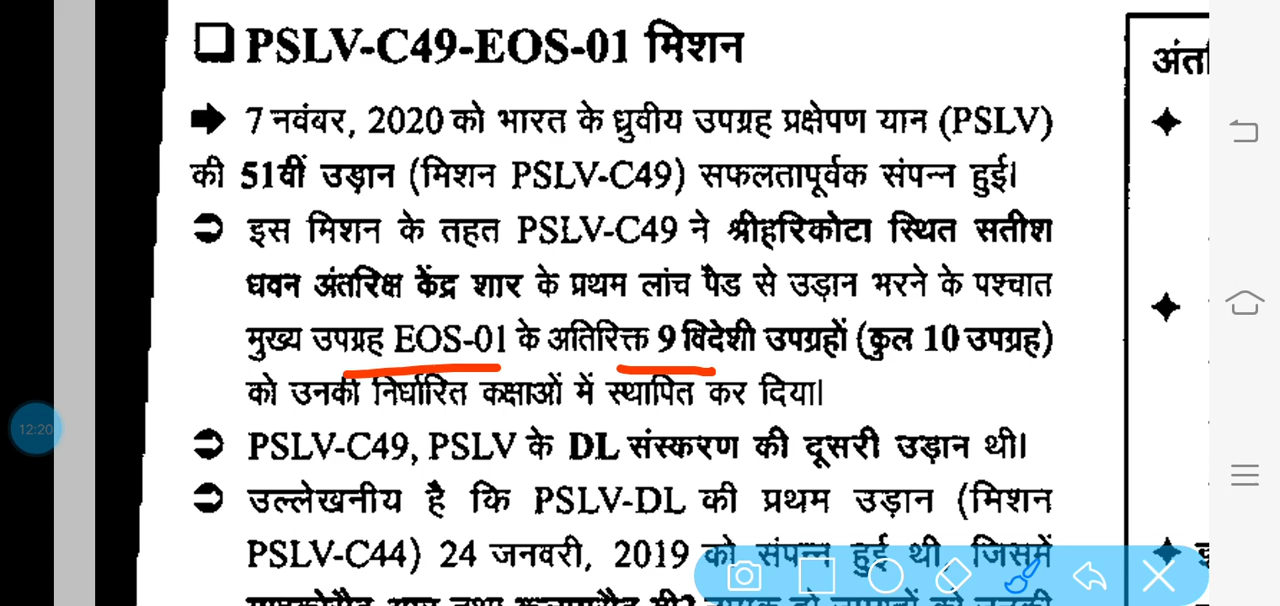 PSLV-C49-EOS-01 मिशन
7 नवंबर, 2020 को भारत के ध्रुवीय उपग्रह प्रक्षेपण यान (PSLV)
की 51वीं उड़ान (मिशन PSLV-C49) सफलतापूर्वक संपन्न हुई।
इस मिशन के तहत PSLV-C49 ने श्रीहरिकोटा स्थित सतीश
धवन अंतरिक्ष केंद्र शार के प्रथम लांच पैड से उड़ान भरने के पश्चात
मुख्य उपग्रह EOS-01 के अतिरिक्त 9 विदेशी उपग्रहों (कुल 10 उपग्रह)
को उनकी निर्धारित कक्षाओं में स्थापित कर दिया।
PSLV-C49, PSLV के DL संस्करण की दूसरी उड़ान थी।
उल्लेखनीय है कि PSLV-DL की प्रथम उड़ान (मिशन
PSLV-C44) 24 जनवरी, 2019 को संपन्न हुई थी, जिसमें
12:20